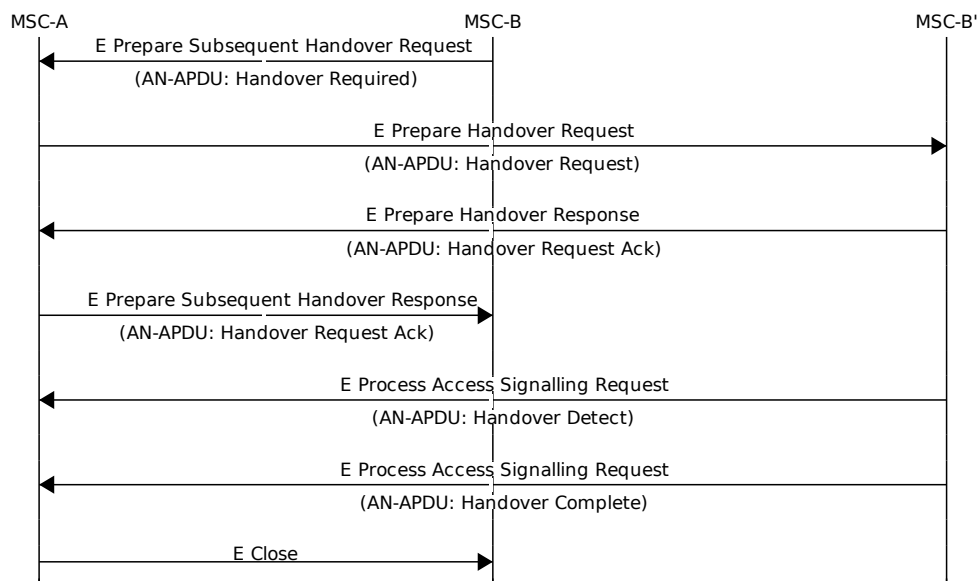 MSC-A MSC-B MSC-B'
E Prepare Subsequent Handover Request
(AN-APDU: Handover Required)
E Prepare Handover Request
(AN-APDU: Handover Request)
E Prepare Handover Response
(AN-APDU: Handover Request Ack)
E Prepare Subsequent Handover Response
(AN-APDU: Handover Request Ack)
E Process Access Signalling Request
(AN-APDU: Handover Detect)
E Process Access Signalling Request
(AN-APDU: Handover Complete)
E Close